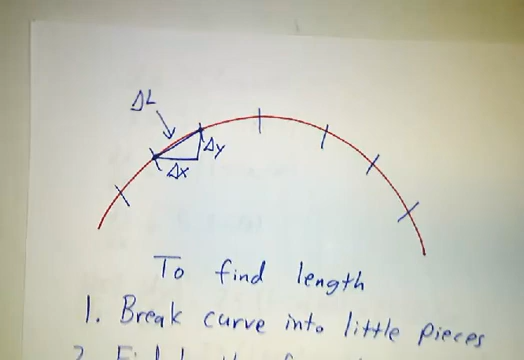 ΔL
Δy
Δx
To find length
1. Break curve into little pieces